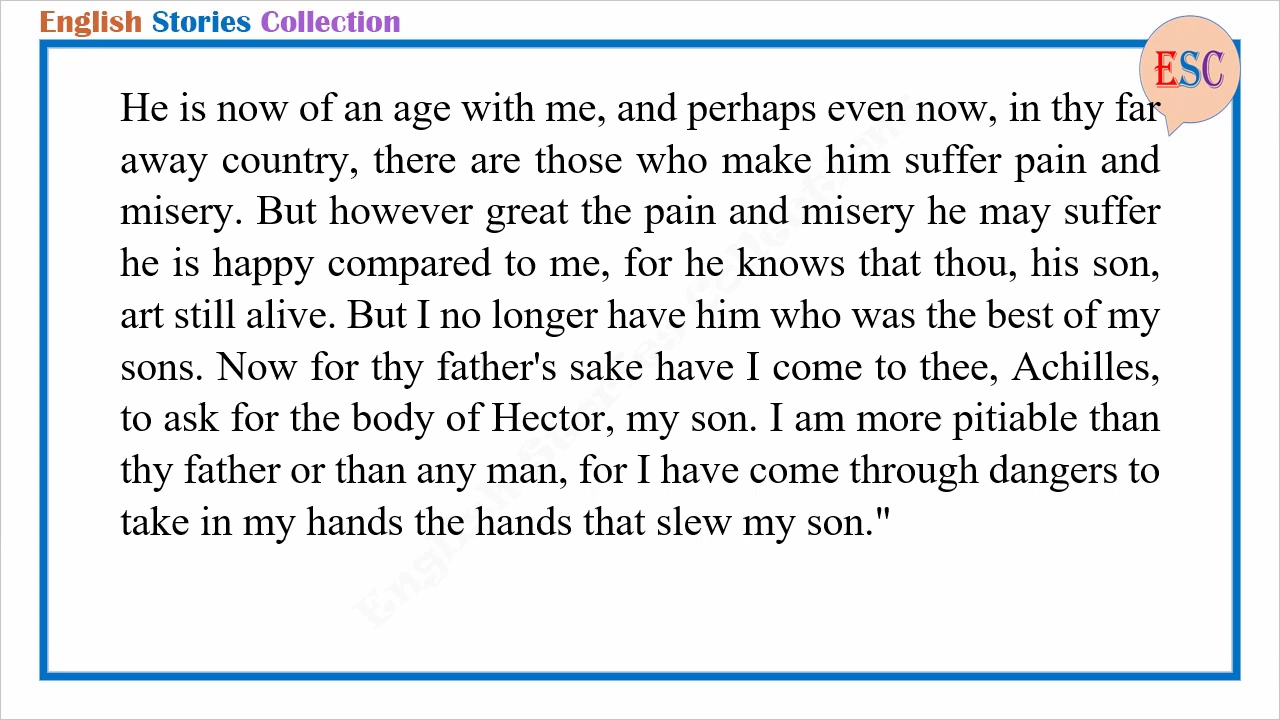 English Stories Collection
ESC
He is now of an age with me, and perhaps even now, in thy far
away country, there are those who make him suffer pain and
misery. But however great the pain and misery he may suffer
he is happy compared to me, for he knows that thou, his son,
art still alive. But I no longer have him who was the best of my
sons. Now for thy father's sake have I come to thee, Achilles,
to ask for the body of Hector, my son. I am more pitiable than
thy father or than any man, for I have come through dangers to
take in my hands the hands that slew my son."
English Stories Collection